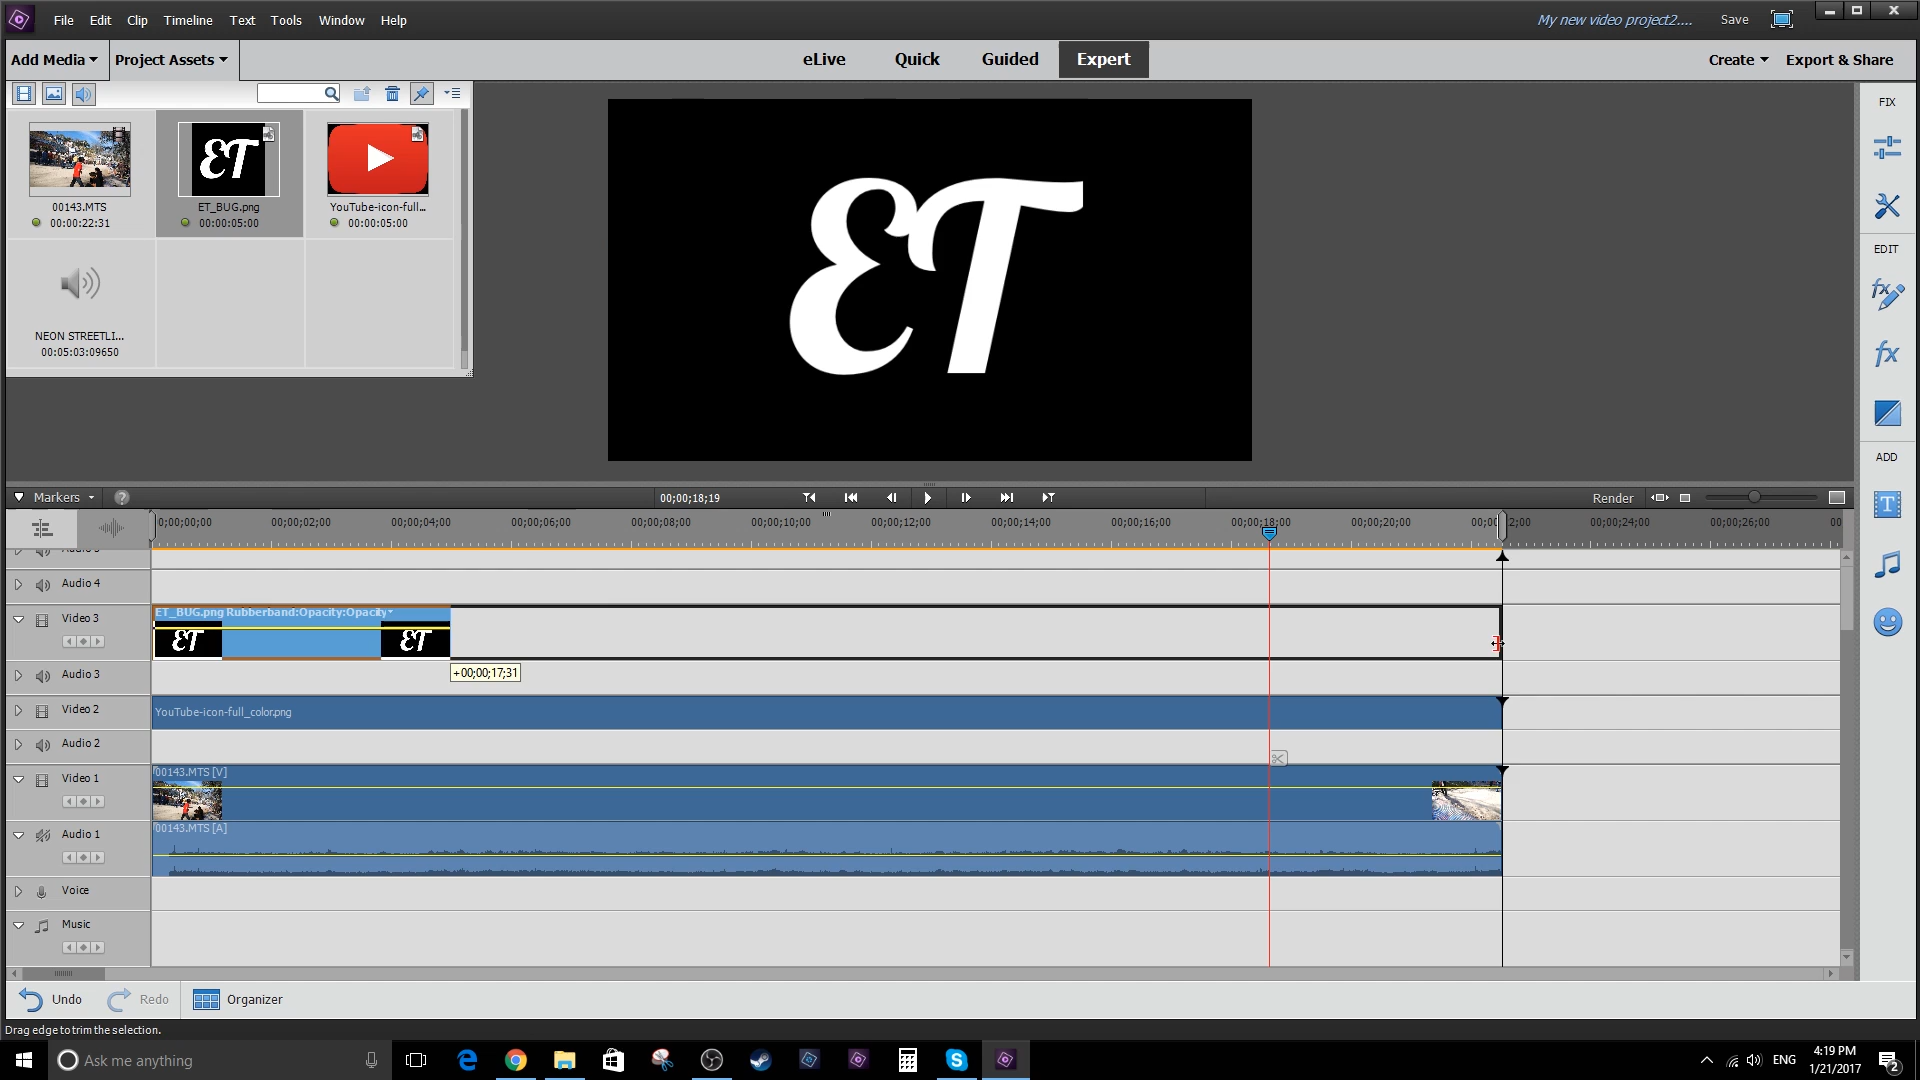 File Edit Clip Timeline Text Tools Window Help
My new video project2.... Save
Add Media Project Assets
eLive Quick Guided Expert
Create Export & Share
FIX
00143.MTS
00:00:22:31
ET
ET_BUG.png
00:00:05:00
YouTube-icon-full...
00:00:05:00
ET
NEON STREETLI...
00:05:03:09650
EDIT
fx
ADD
T
Markers ? 00;00;18;19 Render
0;00;00;00 00;00;02;00 00;00;04;00 00;00;06;00 00;00;08;00 00;00;10;00 00;00;12;00 00;00;14;00 00;00;16;00 00;00;18;00 00;00;20;00 00;00 2;00 00;00;24;00 00;00;26;00 00
Audio 4
Video 3
ET_BUG.png Rubberband:Opacity:Opacity
ET ET
+00;00;17;31
Audio 3
Video 2
YouTube-icon-full_color.png
Audio 2
Video 1
00143.MTS [V]
Audio 1
00143.MTS [A]
Voice
Music
Undo Redo Organizer
Drag edge to trim the selection.
Ask me anything
ENG
4:19 PM
1/21/2017
2